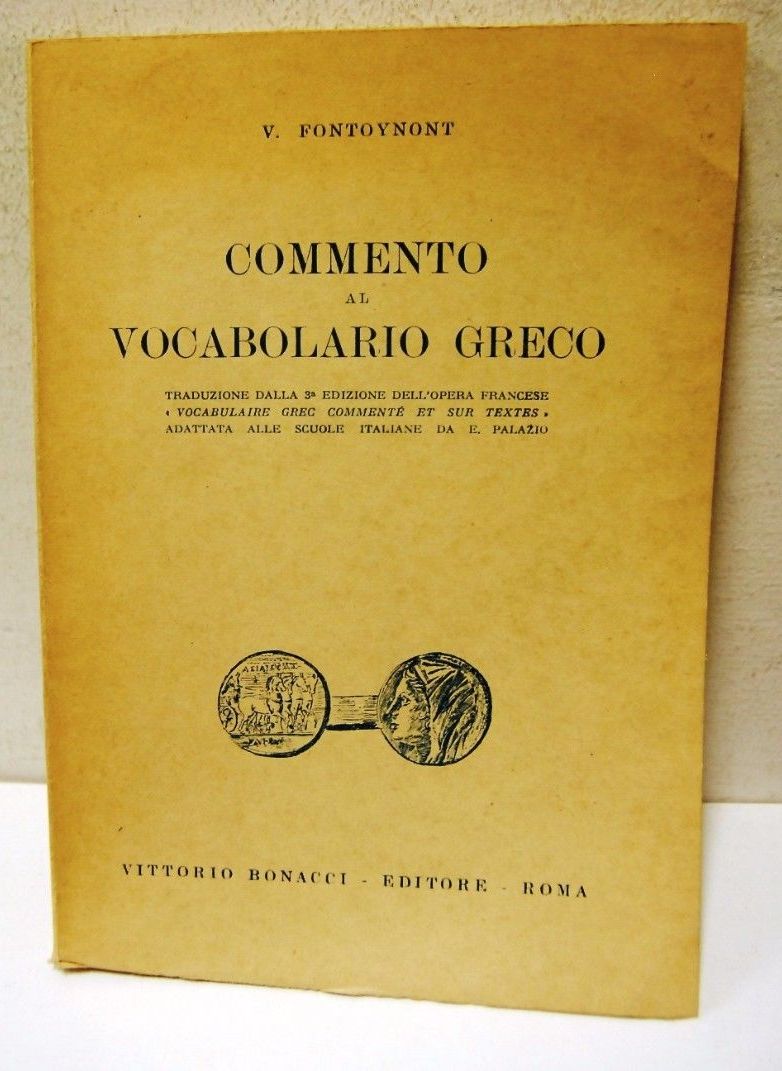 V. FONTOYNONT
COMMENTO
AL
VOCABOLARIO GRECO
TRADUZIONE DALLA 3ª EDIZIONE DELL'OPERA FRANCESE
« VOCABULAIRE GREC COMMENTÉ ET SUR TEXTES »
ADATTATA ALLE SCUOLE ITALIANE DA E. PALAZIO
VITTORIO BONACCI - EDITORE - ROMA